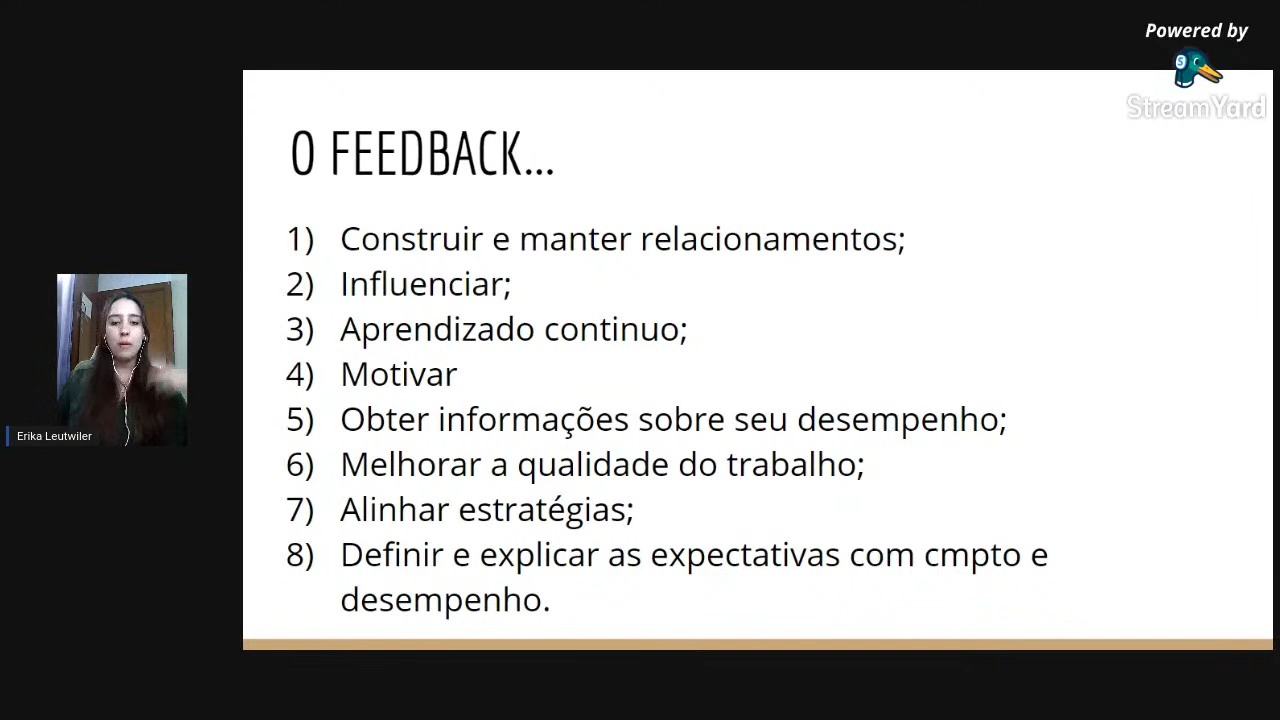 Powered by
StreamYard
O FEEDBACK...
1) Construir e manter relacionamentos;
2) Influenciar;
3) Aprendizado continuo;
4) Motivar
5) Obter informações sobre seu desempenho;
6) Melhorar a qualidade do trabalho;
7) Alinhar estratégias;
8) Definir e explicar as expectativas com cmpto e
desempenho.
Erika Leutwiler